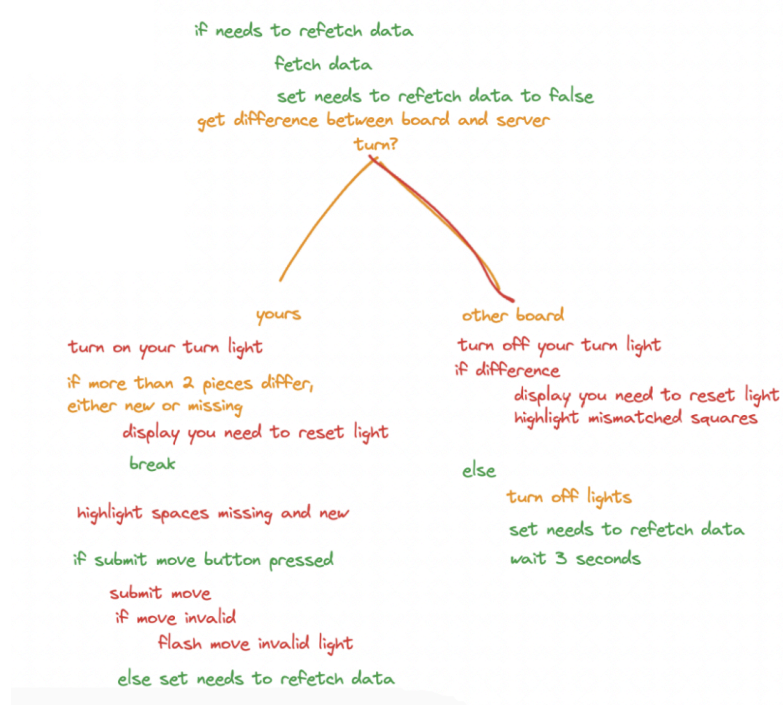 if needs to refetch data
fetch data
set needs to refetch data to false
get difference between board and server
turn?
yours
turn on your turn light
if more than 2 pieces differ,
either new or missing
display you need to reset light
break
highlight spaces missing and new
if submit move button pressed
submit move
if move invalid
flash move invalid light
else set needs to refetch data
other board
turn off your turn light
if difference
display you need to reset light
highlight mismatched squares
else
turn off lights
set needs to refetch data
wait 3 seconds